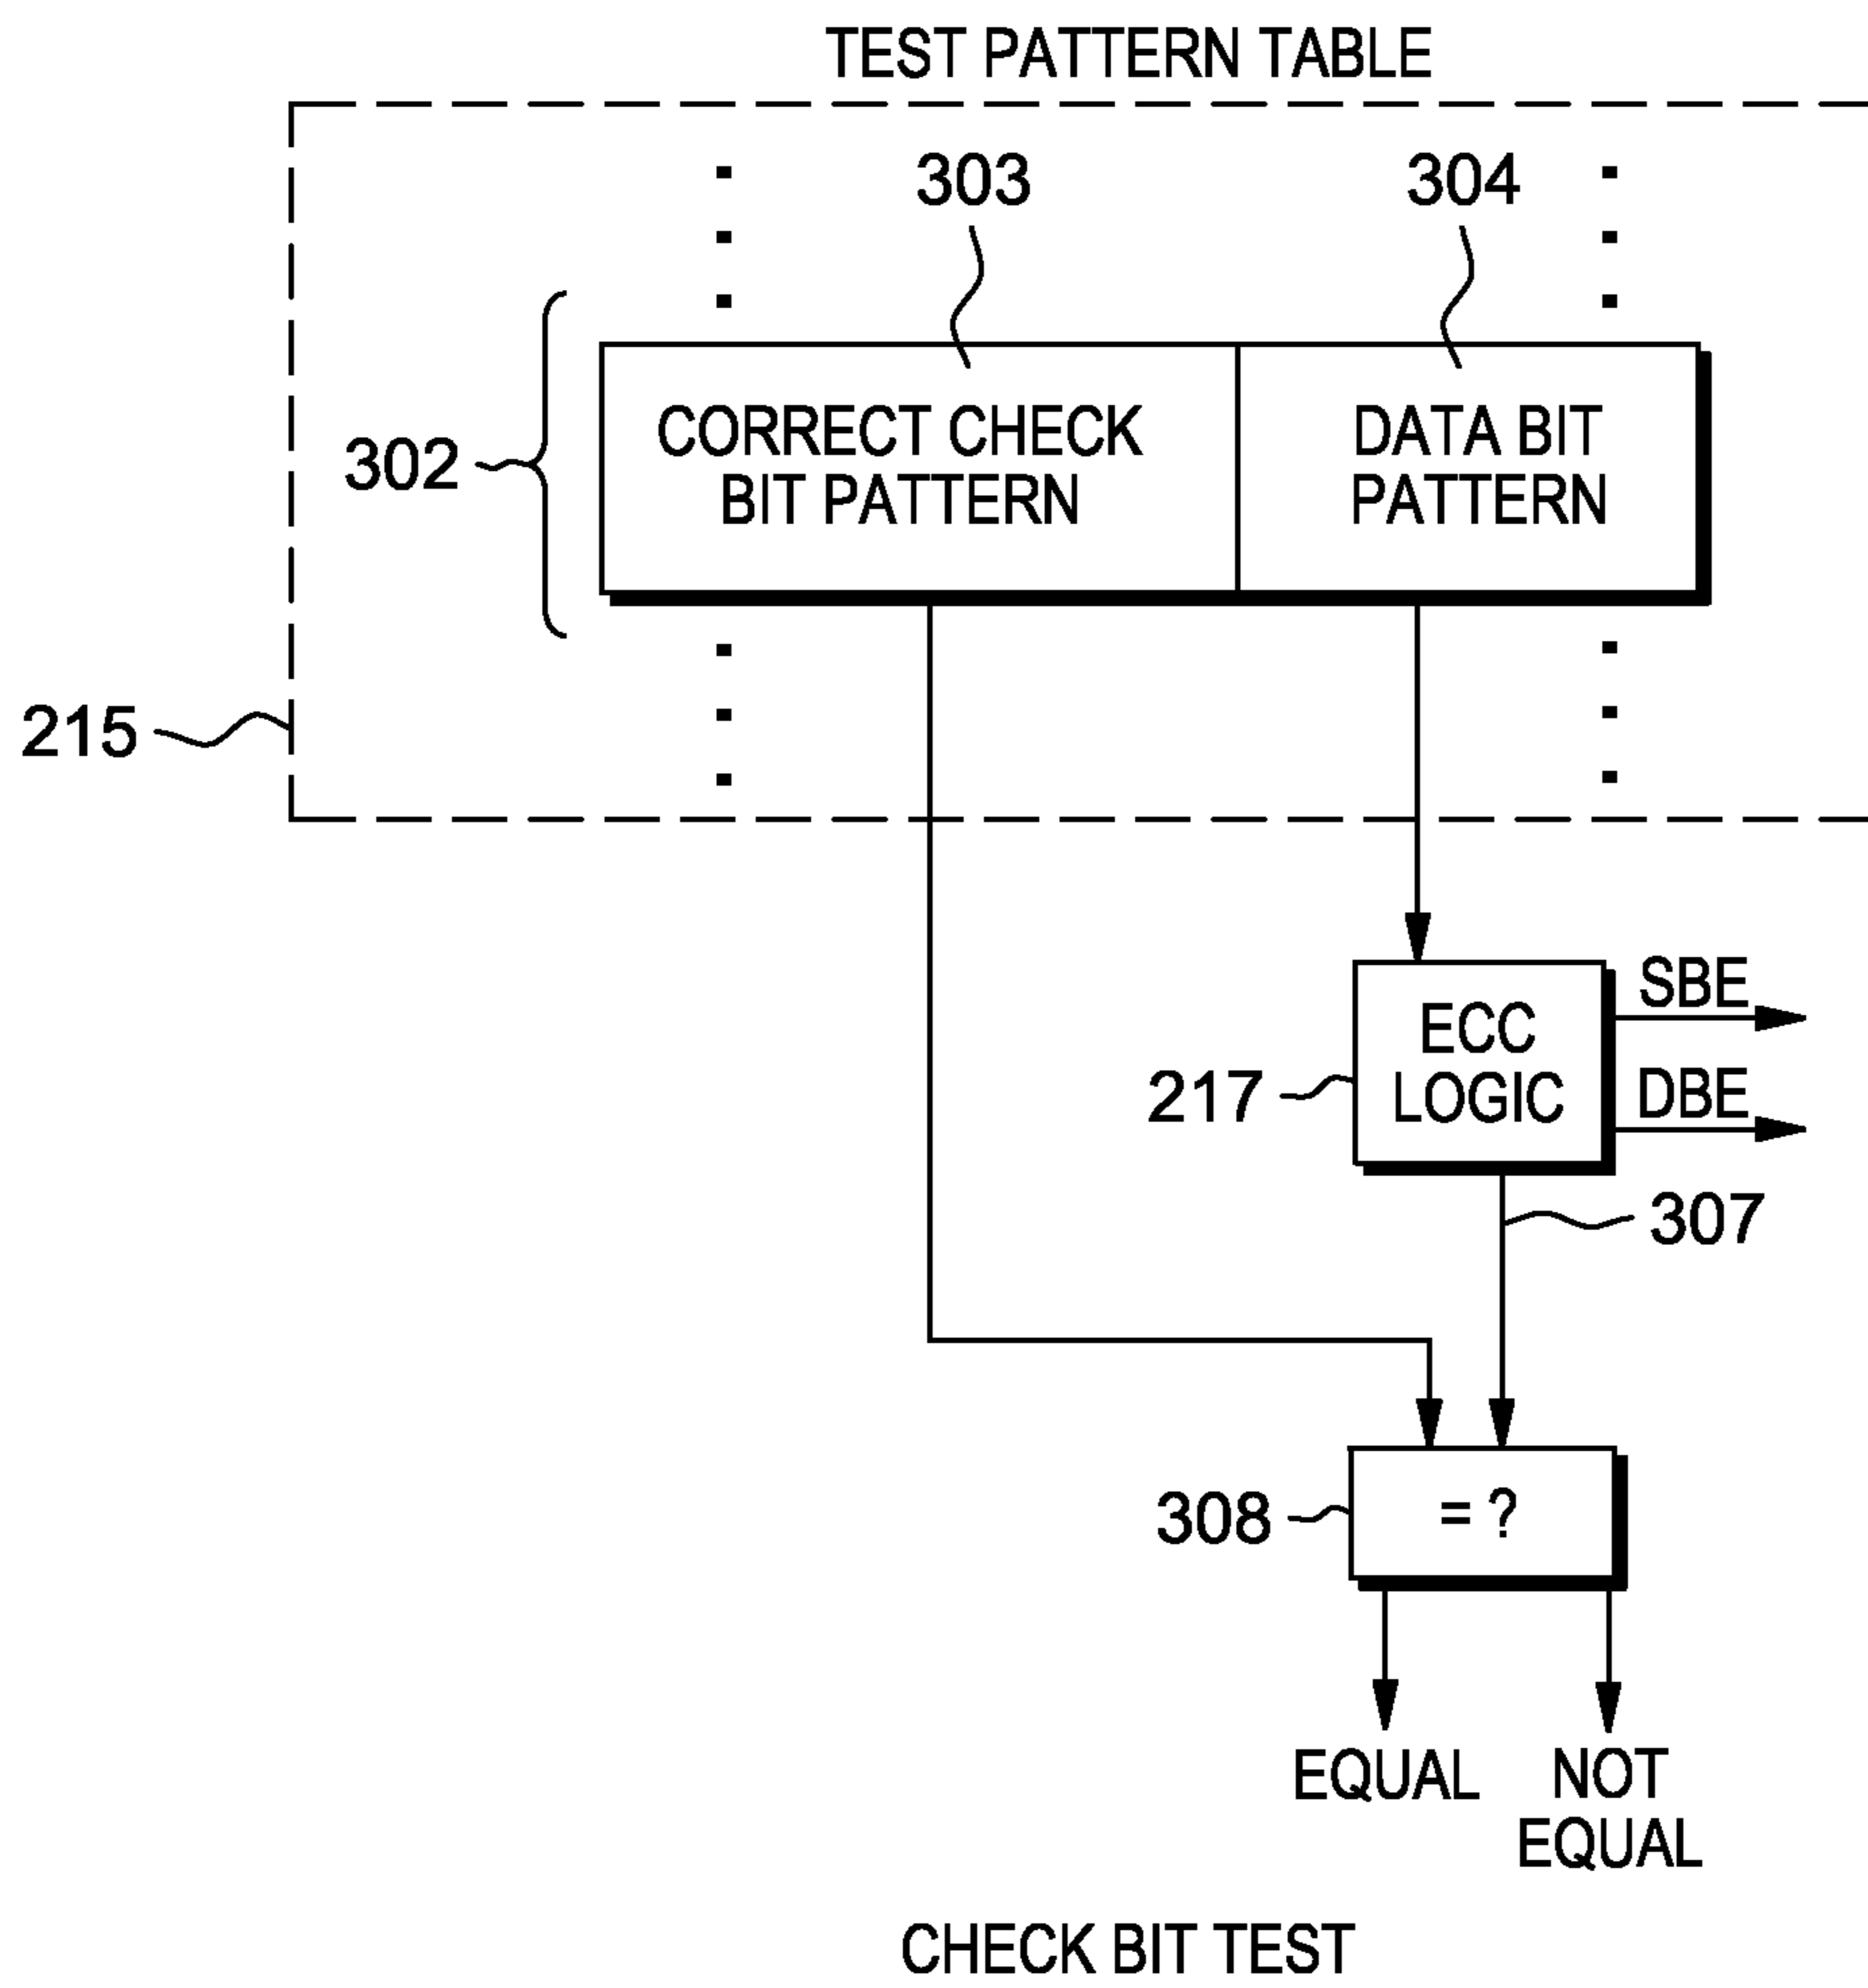 TEST PATTERN TABLE
303
304
302
CORRECT CHECK
BIT PATTERN
DATA BIT
PATTERN
215
ECC
LOGIC
SBE
DBE
217
307
308
= ?
EQUAL
NOT
EQUAL
CHECK BIT TEST